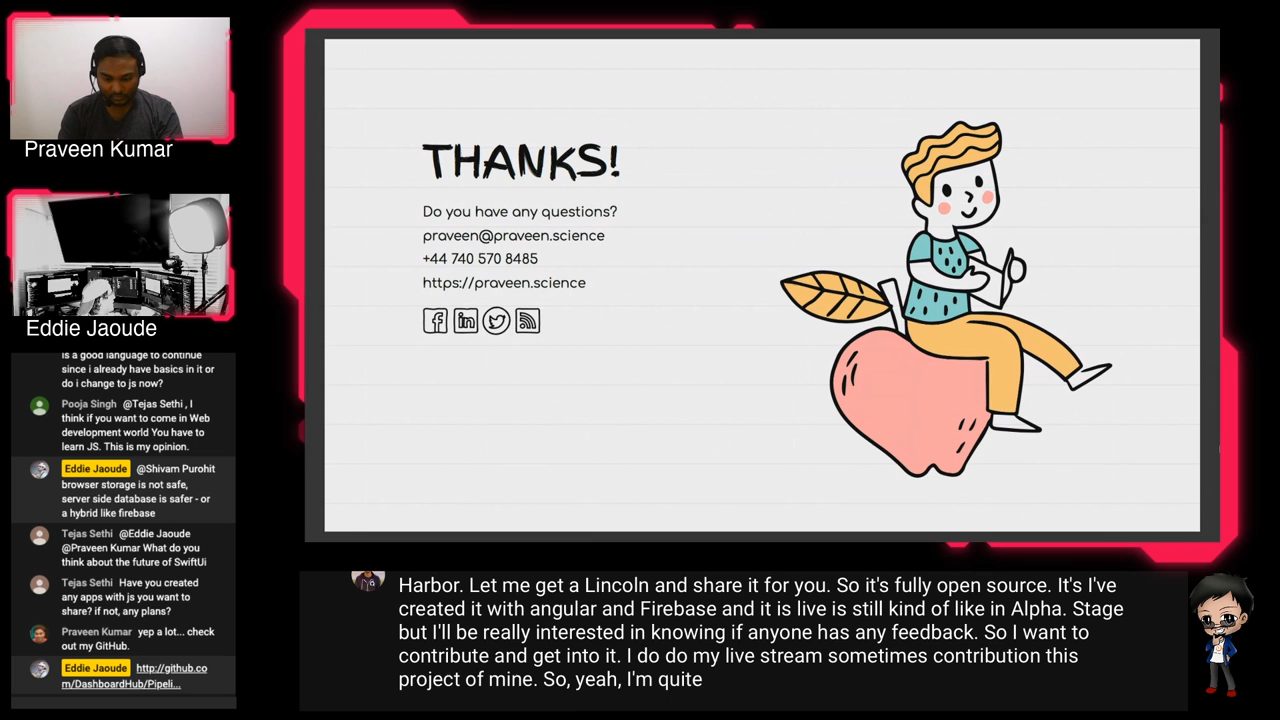 Praveen Kumar
Eddie Jaoude
is a good language to continue
since i already have basics in it or
do i change to js now?
Pooja Singh @Tejas Sethi , I
think if you want to come in Web
development world You have to
learn JS. This is my opinion.
Eddie Jaoude @Shivam Purohit
browser storage is not safe,
server side database is safer - or
a hybrid like firebase
Tejas Sethi @Eddie Jaoude
@Praveen Kumar What do you
think about the future of SwiftUi
Tejas Sethi Have you created
any apps with js you want to
share? if not, any plans?
Praveen Kumar yep a lot... check
out my GitHub.
Eddie Jaoude http://github.co
m/DashboardHub/Pipeli...
THANKS!
Do you have any questions?
praveen@praveen.science
+44 740 570 8485
https://praveen.science
Harbor. Let me get a Lincoln and share it for you. So it's fully open source. It's I've
created it with angular and Firebase and it is live is still kind of like in Alpha. Stage
but I'll be really interested in knowing if anyone has any feedback. So I want to
contribute and get into it. I do do my live stream sometimes contribution this
project of mine. So, yeah, I'm quite